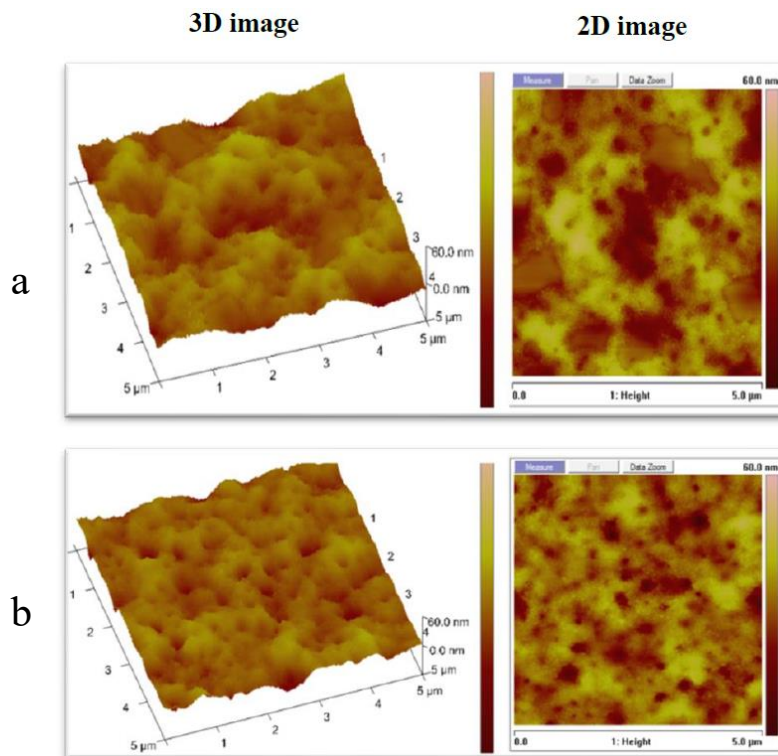 3D image
2D image
a
1
2
3
4
5 µm
1
2
3
4
5 µm
1
2
3
4
5 µm
60.0 nm
0.0 nm
Measure
Pan
Data Zoom
60.0 nm
0.0
1: Height
5.0 µm
b
1
2
3
4
5 µm
1
2
3
4
5 µm
1
2
3
4
5 µm
60.0 nm
0.0 nm
Measure
Pan
Data Zoom
60.0 nm
0.0
1: Height
5.0 µm